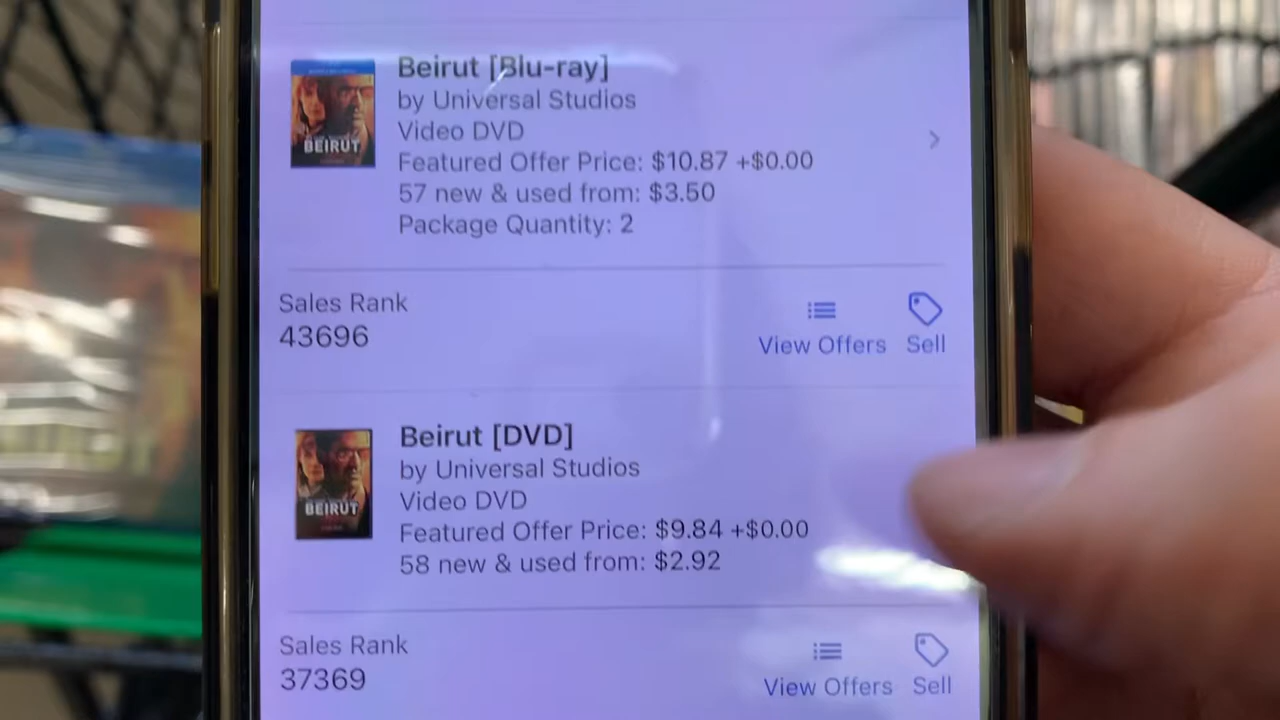 Beirut [Blu-ray]
by Universal Studios
Video DVD
Featured Offer Price: $10.87 +$0.00
57 new & used from: $3.50
Package Quantity: 2
BEIRUT
Sales Rank
43696
View Offers
Sell
Beirut [DVD]
by Universal Studios
Video DVD
Featured Offer Price: $9.84 +$0.00
58 new & used from: $2.92
BEIRUT
Sales Rank
37369
View Offers
Sell